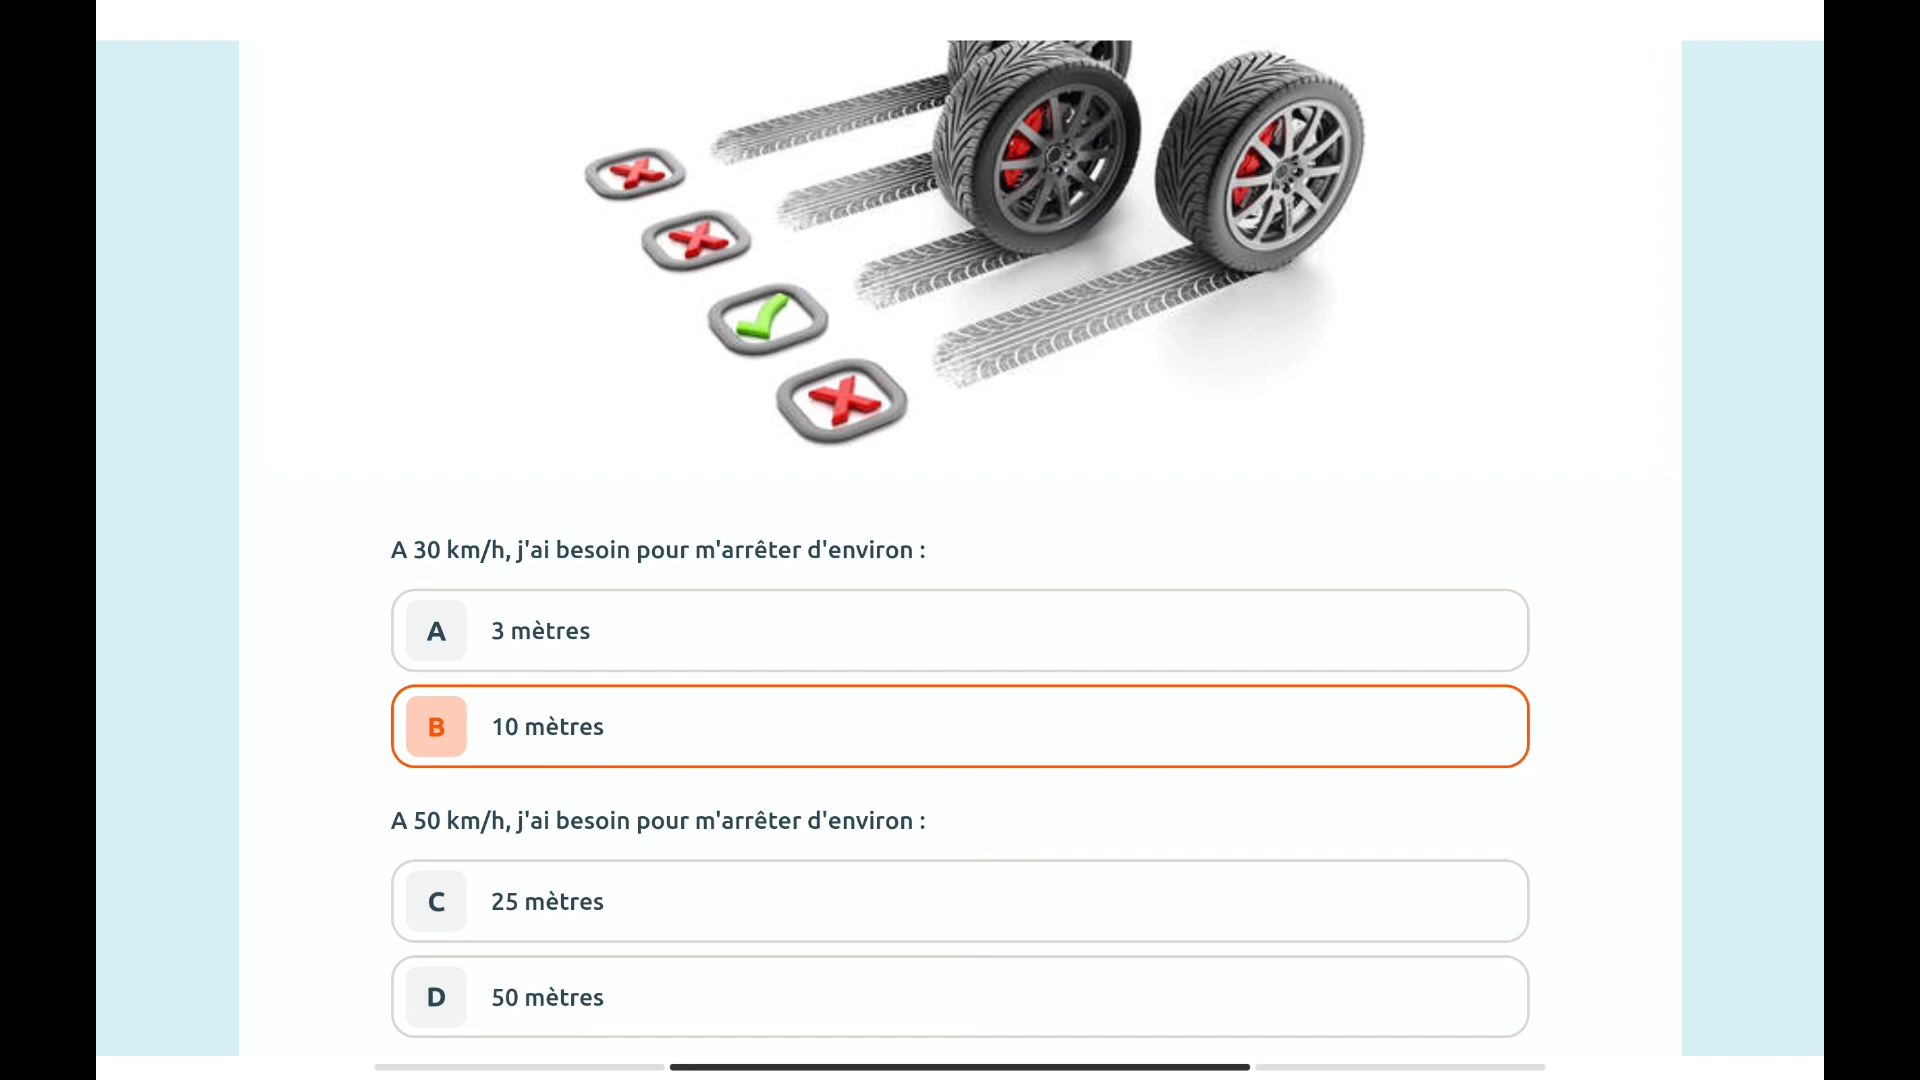 A 30 km/h, j'ai besoin pour m'arrêter d'environ :
A 3 mètres
B 10 mètres
A 50 km/h, j'ai besoin pour m'arrêter d'environ :
C 25 mètres
D 50 mètres